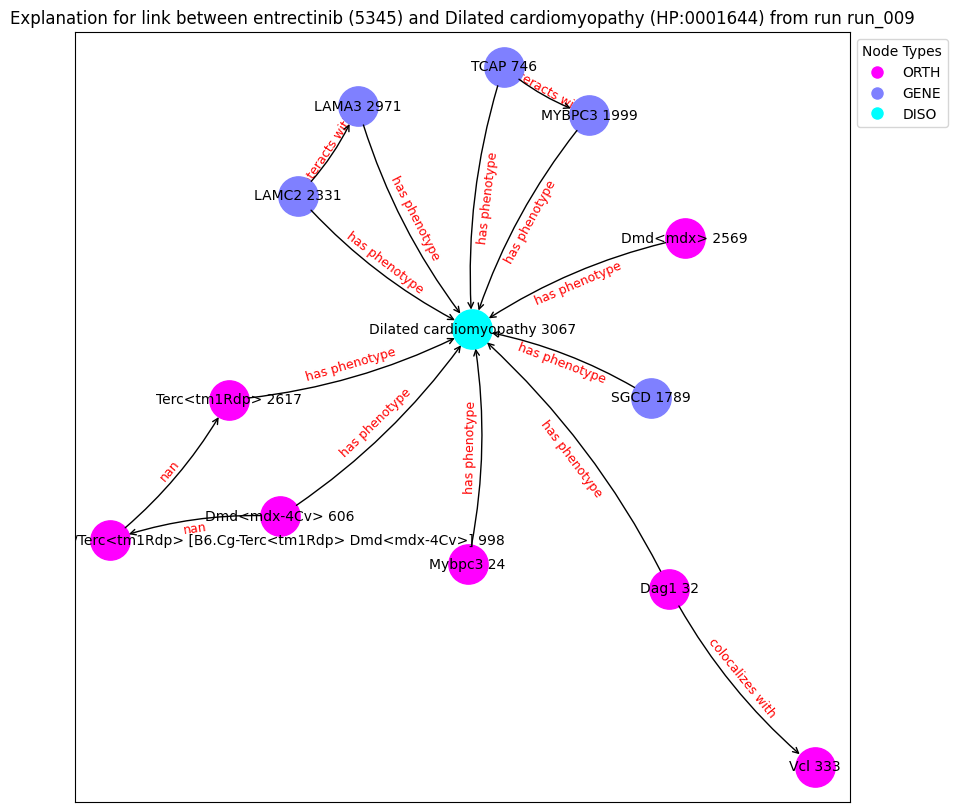 Explanation for link between entrectinib (5345) and Dilated cardiomyopathy (HP:0001644) from run run_009
Node Types
ORTH
GENE
DISO
TCAP 746
LAMA3 2971
MYBPC3 1999
LAMC2 2331
has phenotype
has phenotype
has phenotype
has phenotype
Dmd<mdx> 2569
has phenotype
Dilated cardiomyopathy 3067
has phenotype
has phenotype
SGCD 1789
Terc<tm1Rdp> 2617
has phenotype
has phenotype
has phenotype
nan
Dmd<mdx-4Cv> 606
nan
/Terc<tm1Rdp> [B6.Cg-Terc<tm1Rdp> Dmd<mdx-4Cv>] 998
Mybpc3 24
Dag1 32
colocalizes with
Vcl 333